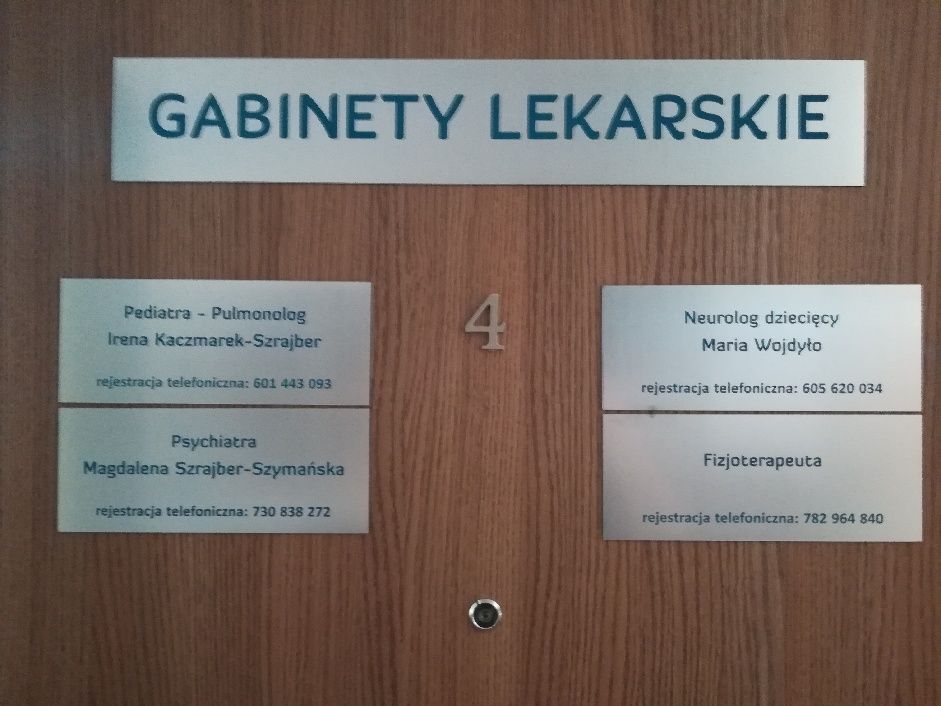 GABINETY LEKARSKIE
4
Pediatra - Pulmonolog
Irena Kaczmarek-Szrajber
rejestracja telefoniczna: 601 443 093
Psychiatra
Magdalena Szrajber-Szymańska
rejestracja telefoniczna: 730 838 272
Neurolog dziecięcy
Maria Wojdyło
rejestracja telefoniczna: 605 620 034
Fizjoterapeuta
rejestracja telefoniczna: 782 964 840